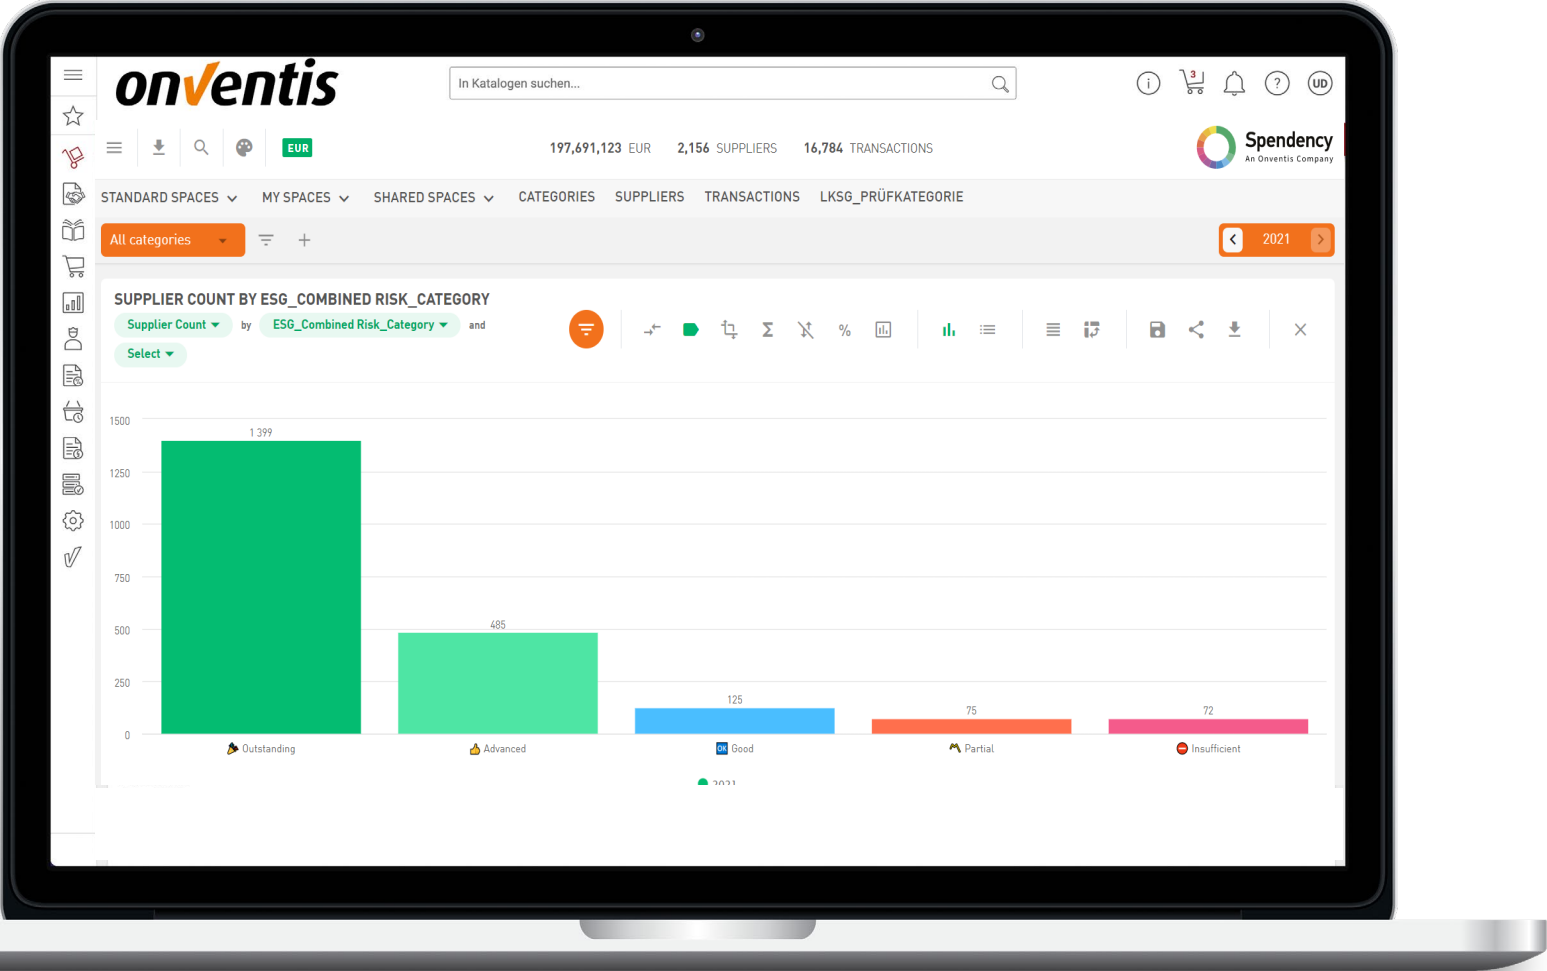 onventis
In Katalogen suchen...
3
UD
EUR
197,691,123 EUR 2,156 SUPPLIERS 16,784 TRANSACTIONS
Spendency
An Onventis Company
STANDARD SPACES MY SPACES SHARED SPACES CATEGORIES SUPPLIERS TRANSACTIONS LKSG_PRÜFKATEGORIE
All categories
2021
SUPPLIER COUNT BY ESG_COMBINED RISK_CATEGORY
Supplier Count by ESG_Combined Risk_Category and
Select
%
1500
1 399
1250
1000
750
500
485
250
125
75
72
0
Outstanding
Advanced
OK Good
Partial
Insufficient
2021